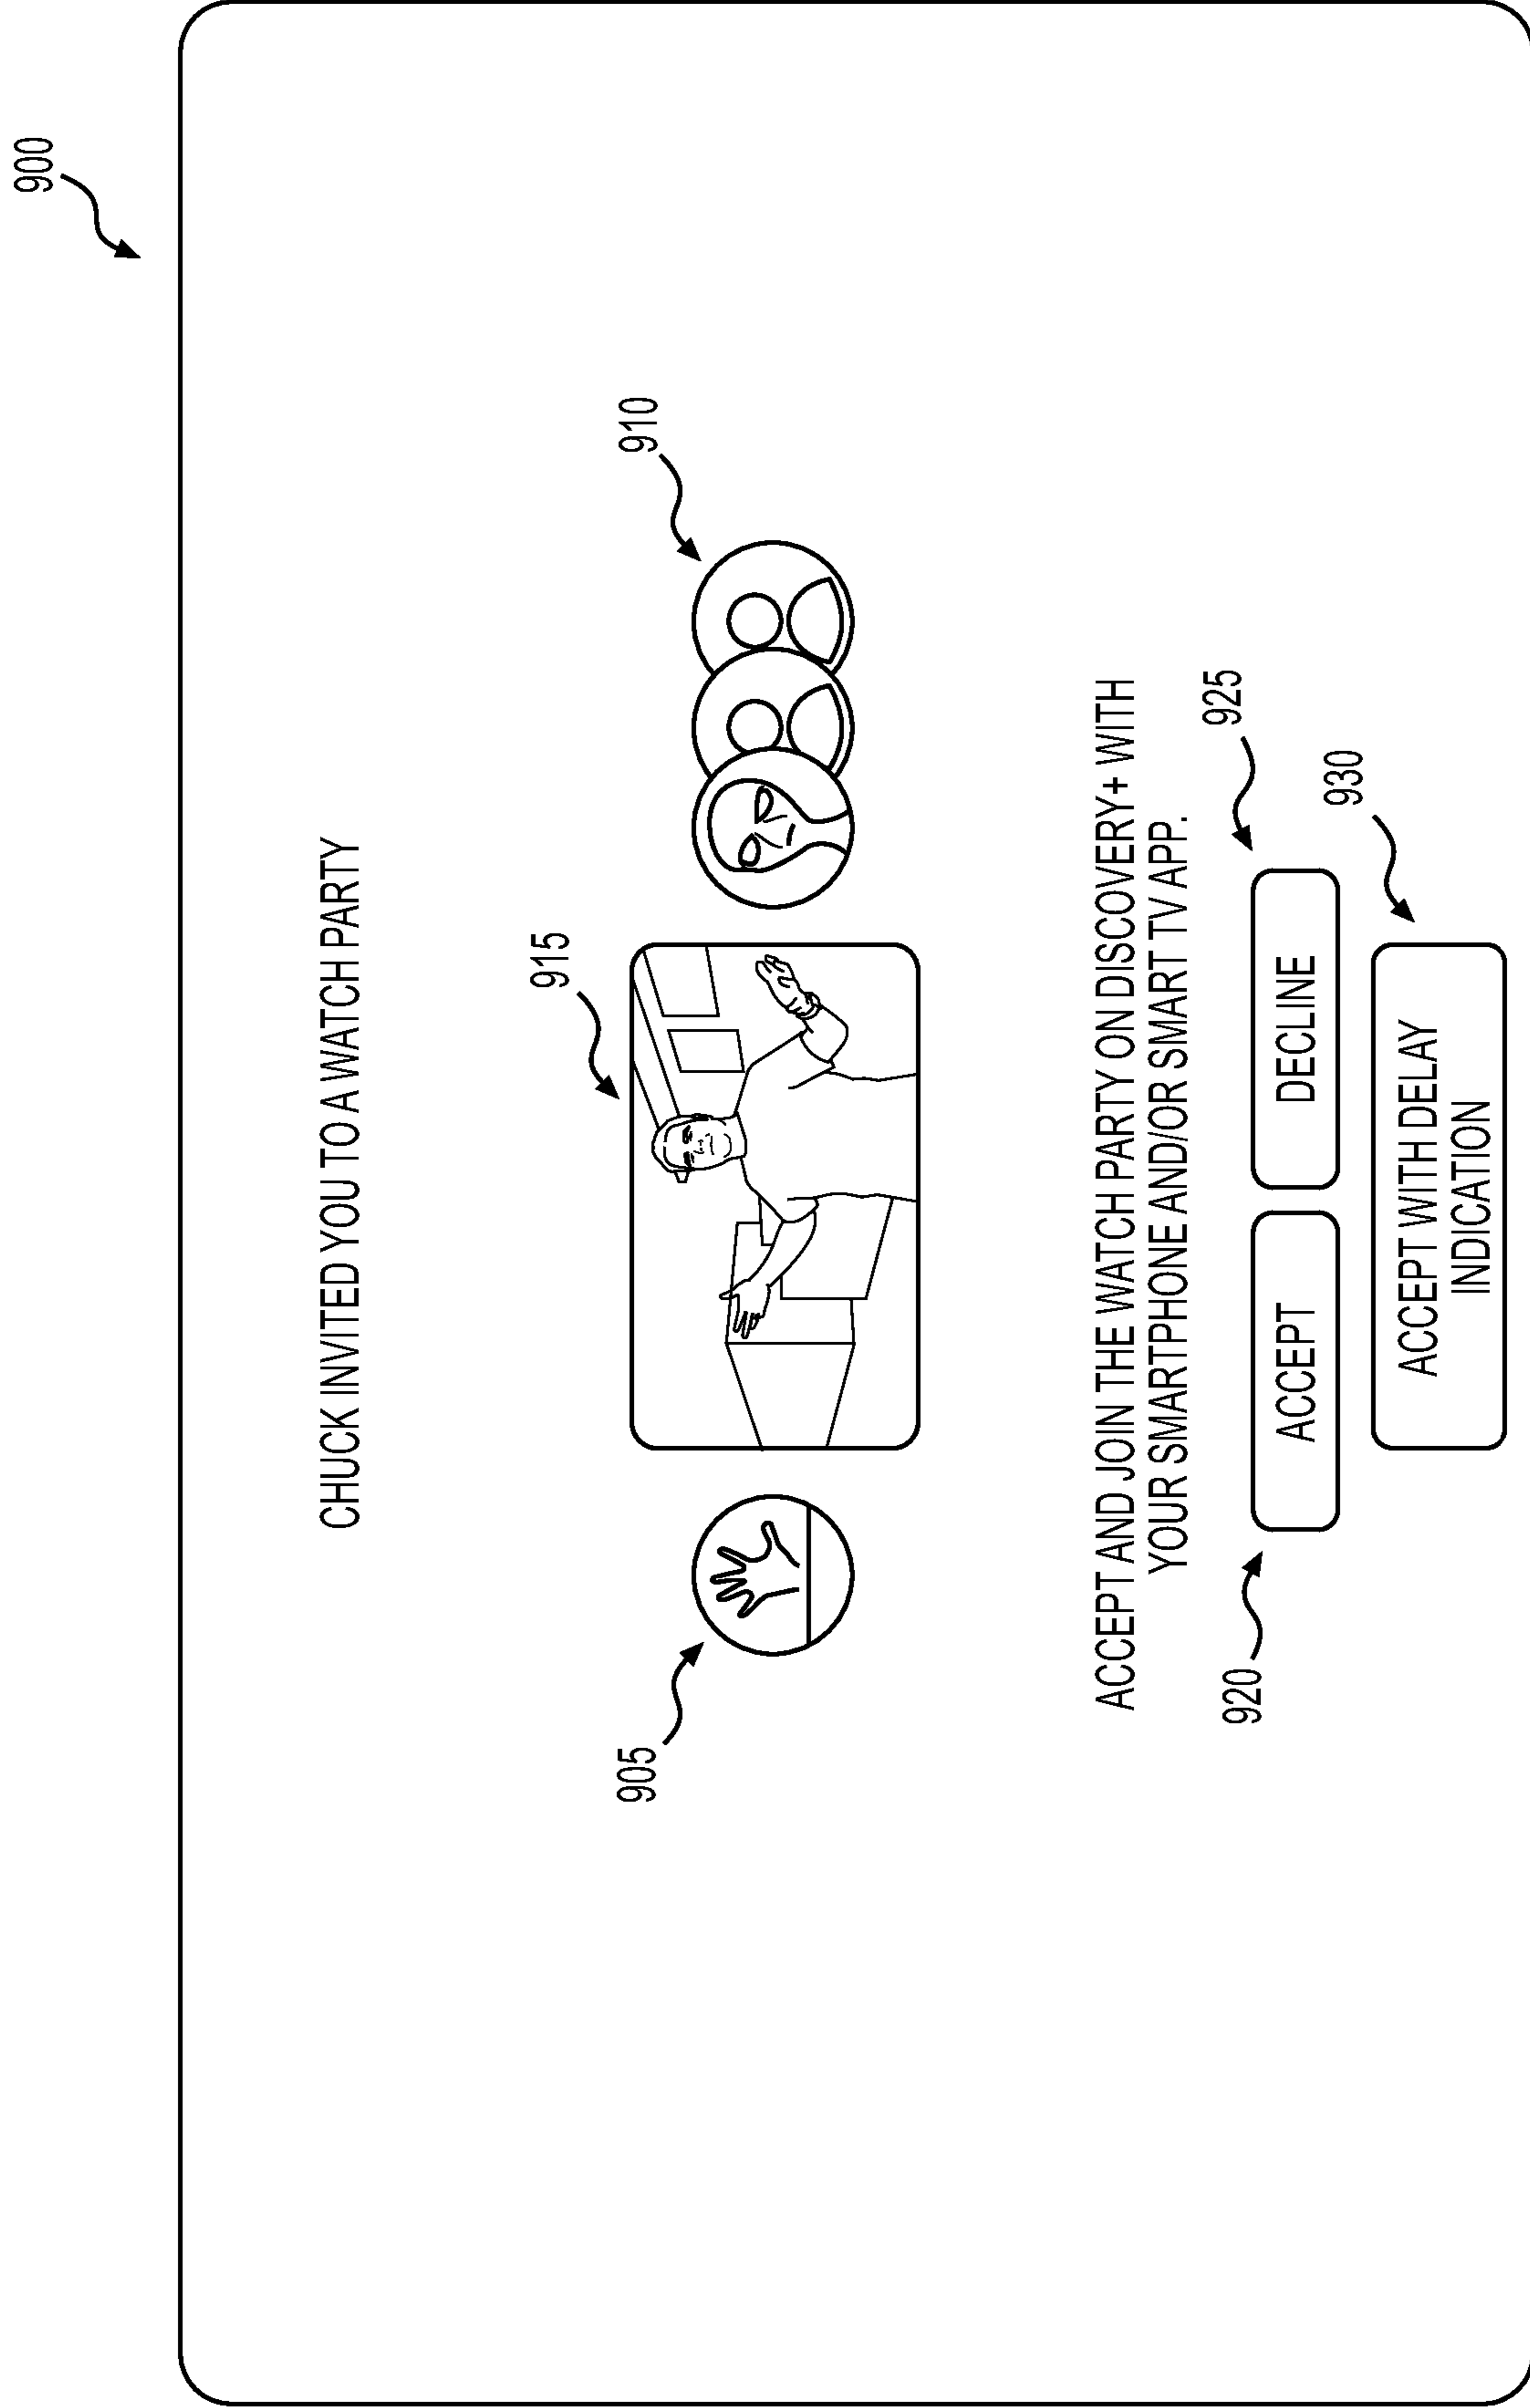 900
CHUCK INVITED YOU TO A WATCH PARTY
915
905
910
ACCEPT AND JOIN THE WATCH PARTY ON DISCOVERY+ WITH
YOUR SMARTPHONE AND/OR SMART TV APP.
920
925
ACCEPT
DECLINE
930
ACCEPT WITH DELAY
INDICATION